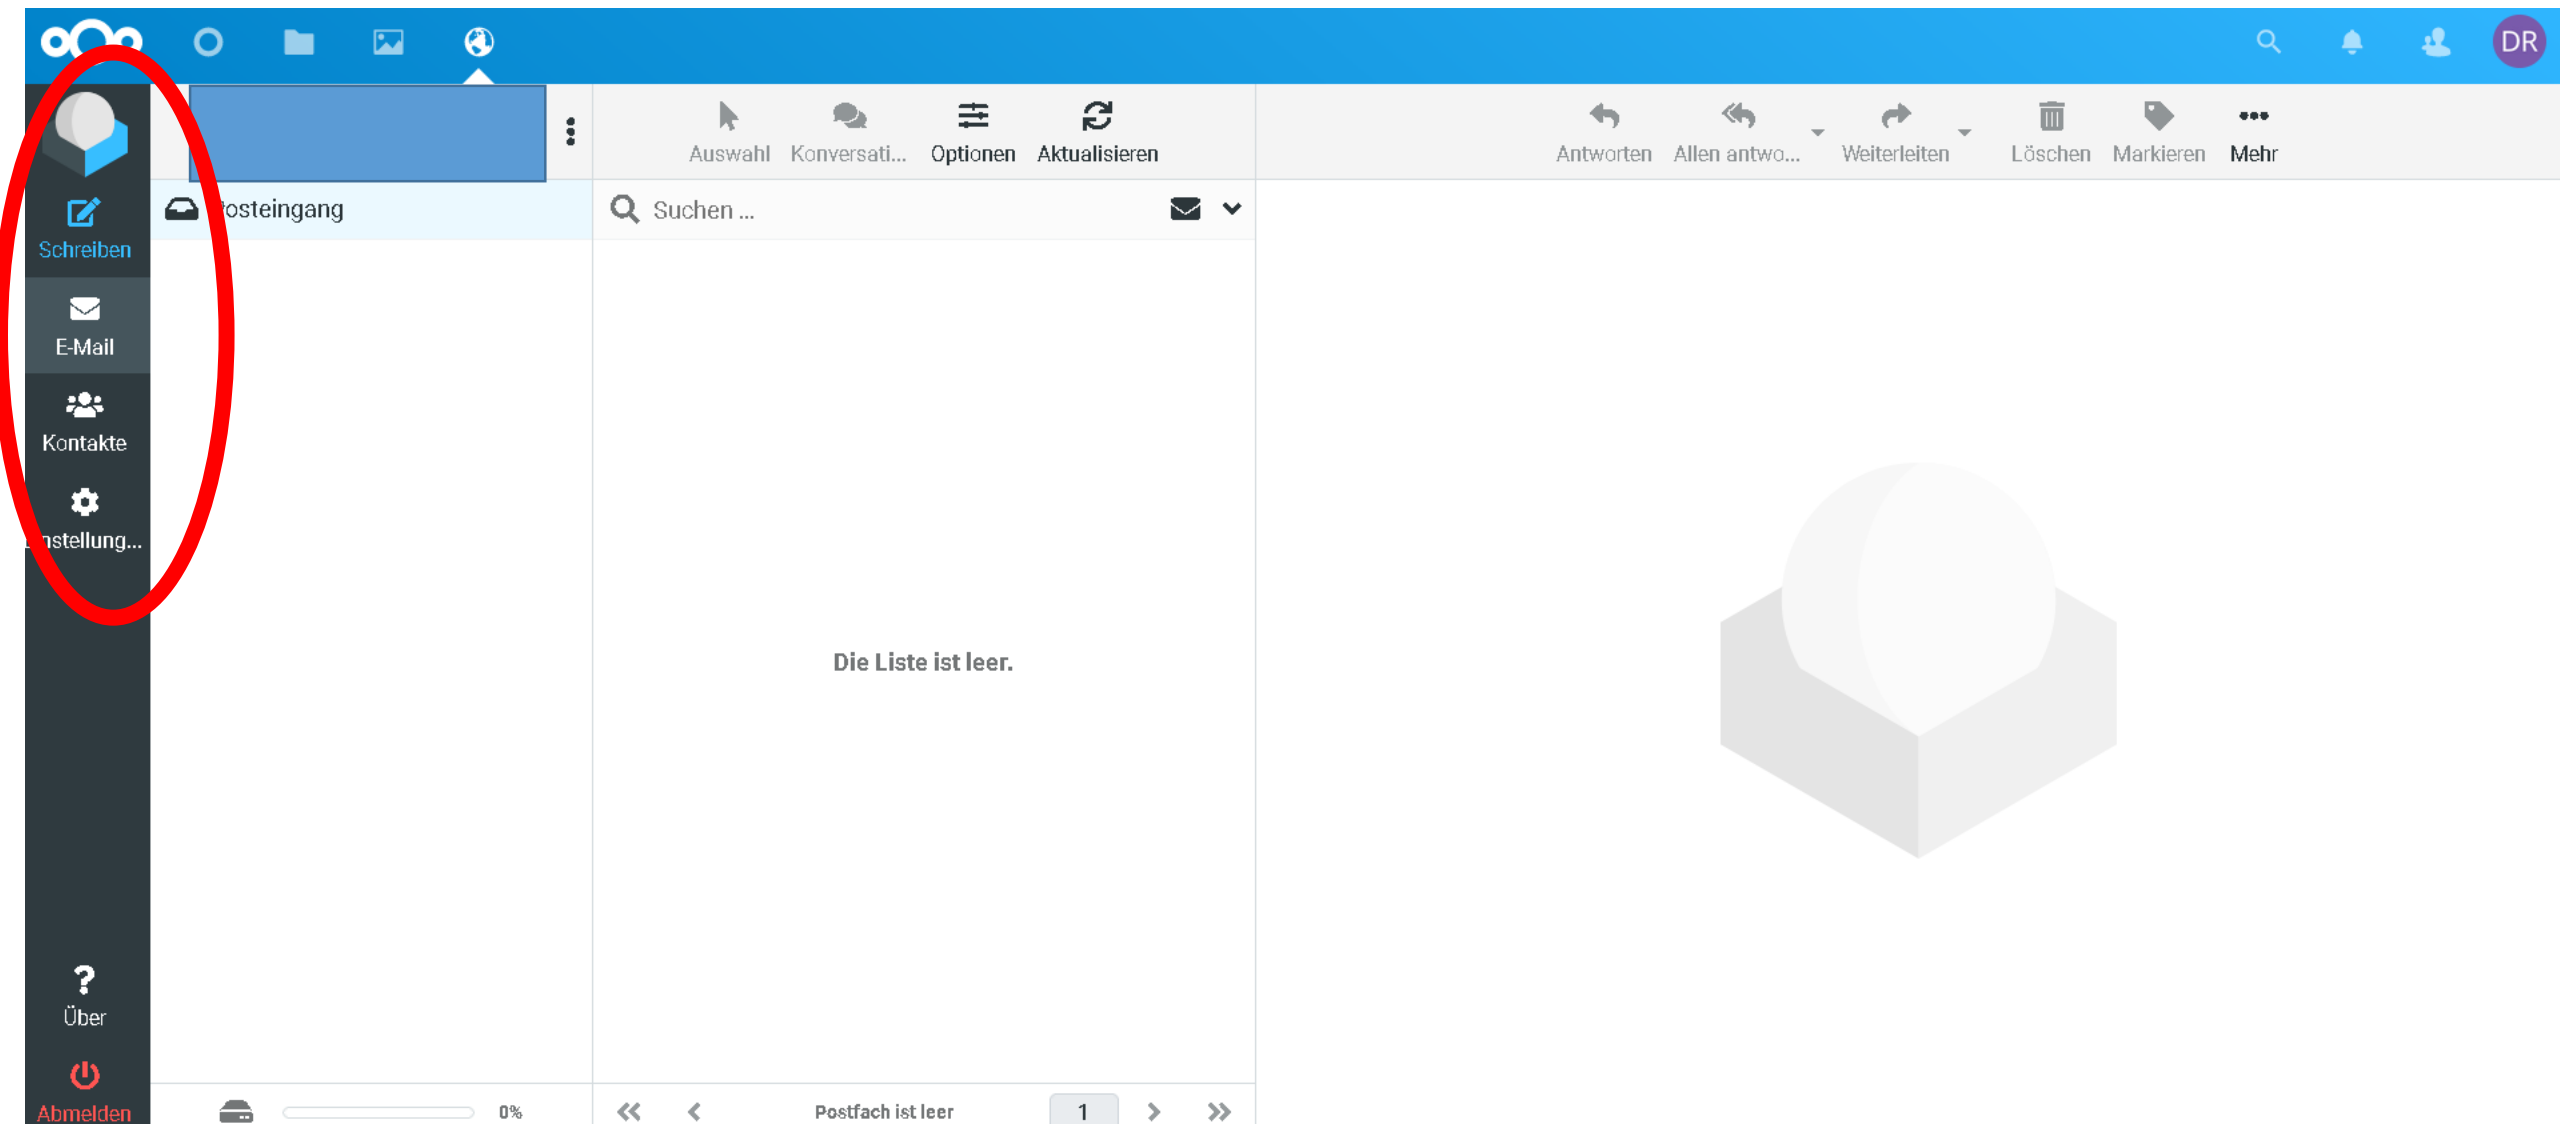 DR
Auswahl
Konversati...
Optionen
Aktualisieren
Antworten
Allen antwo...
Weiterleiten
Löschen
Markieren
Mehr
Schreiben
osteingang
Suchen ...
E-Mail
Kontakte
nstellung...
Die Liste ist leer.
Über
Abmelden
0%
Postfach ist leer
1